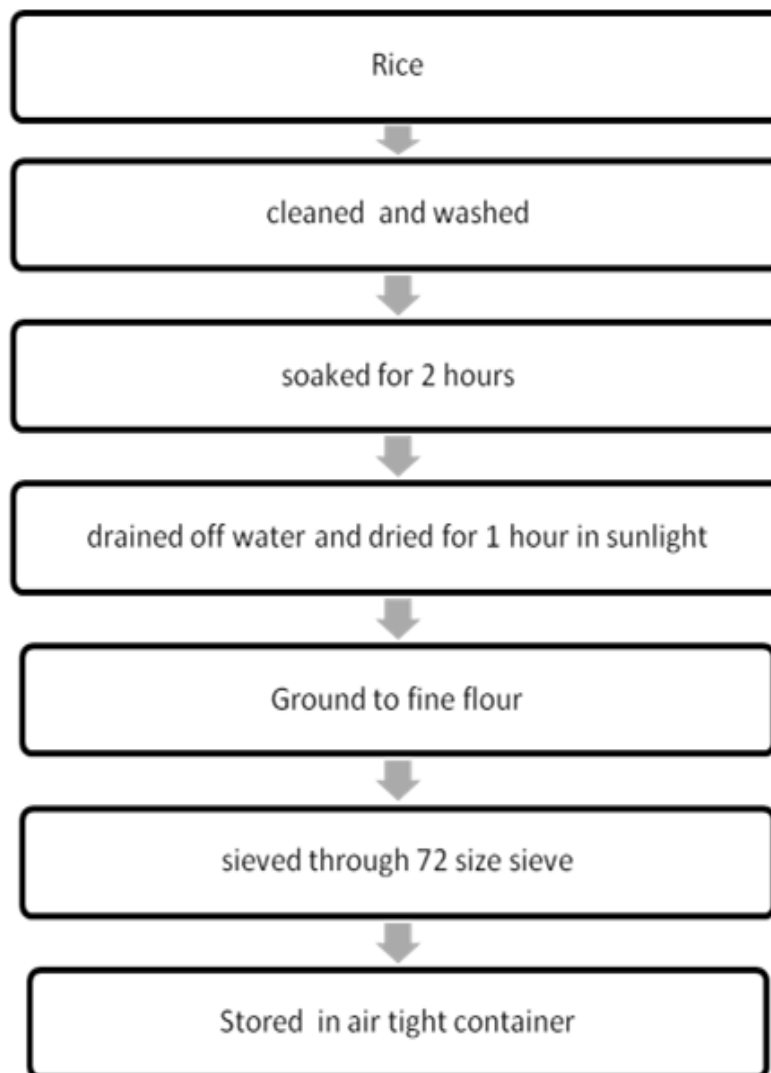 Rice
cleaned  and washed
soaked for 2 hours
drained off water and dried for 1 hour in sunlight
Ground to fine flour
sieved through 72 size sieve
Stored  in air tight container